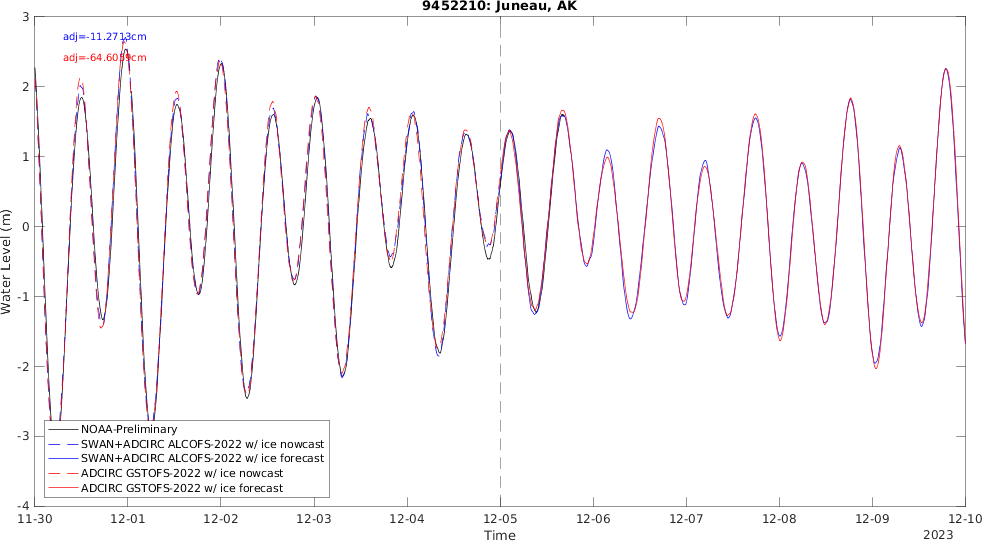 9452210: Juneau, AK
adj=-11.2713cm
Water Level (m)
3
2
1
0
-1
-2
-3
-4
NOAA-Preliminary
SWAN+ADCIRC ALCOFS-2022 w/ ice nowcast
SWAN+ADCIRC ALCOFS-2022 w/ ice forecast
ADCIRC GSTOFS-2022 w/ ice nowcast
ADCIRC GSTOFS-2022 w/ ice forecast
11-30 12-01 12-02 12-03 12-04 12-05 12-06 12-07 12-08 12-09 12-10
Time
2023